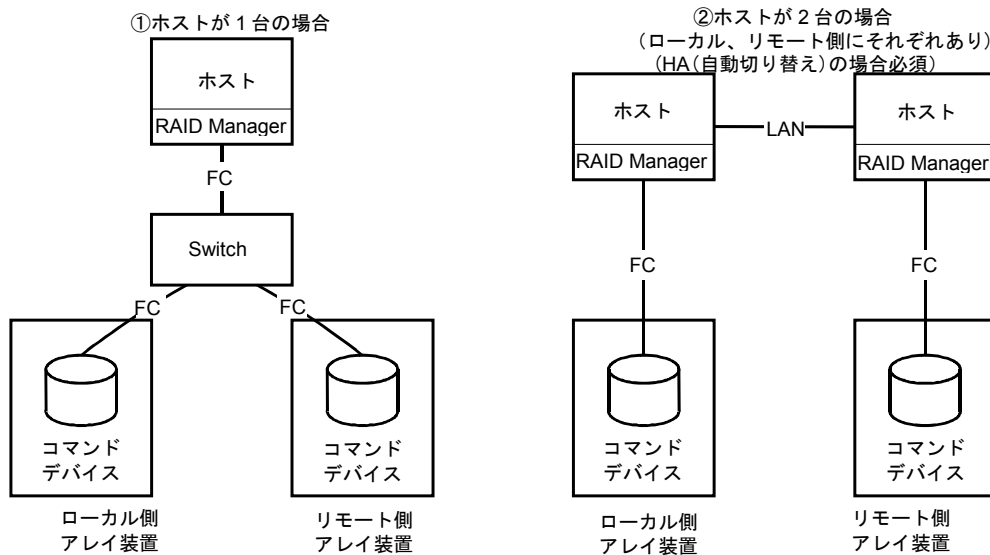 ①ホストが 1 台の場合
ホスト
RAID Manager
FC
Switch
FC
FC
コマンド
デバイス
コマンド
デバイス
ローカル側
アレイ装置
リモート側
アレイ装置
②ホストが 2 台の場合
(ローカル、リモート側にそれぞれあり)
(HA(自動切り替え)の場合必須)
ホスト
RAID Manager
LAN
ホスト
RAID Manager
FC
FC
コマンド
デバイス
コマンド
デバイス
ローカル側
アレイ装置
リモート側
アレイ装置